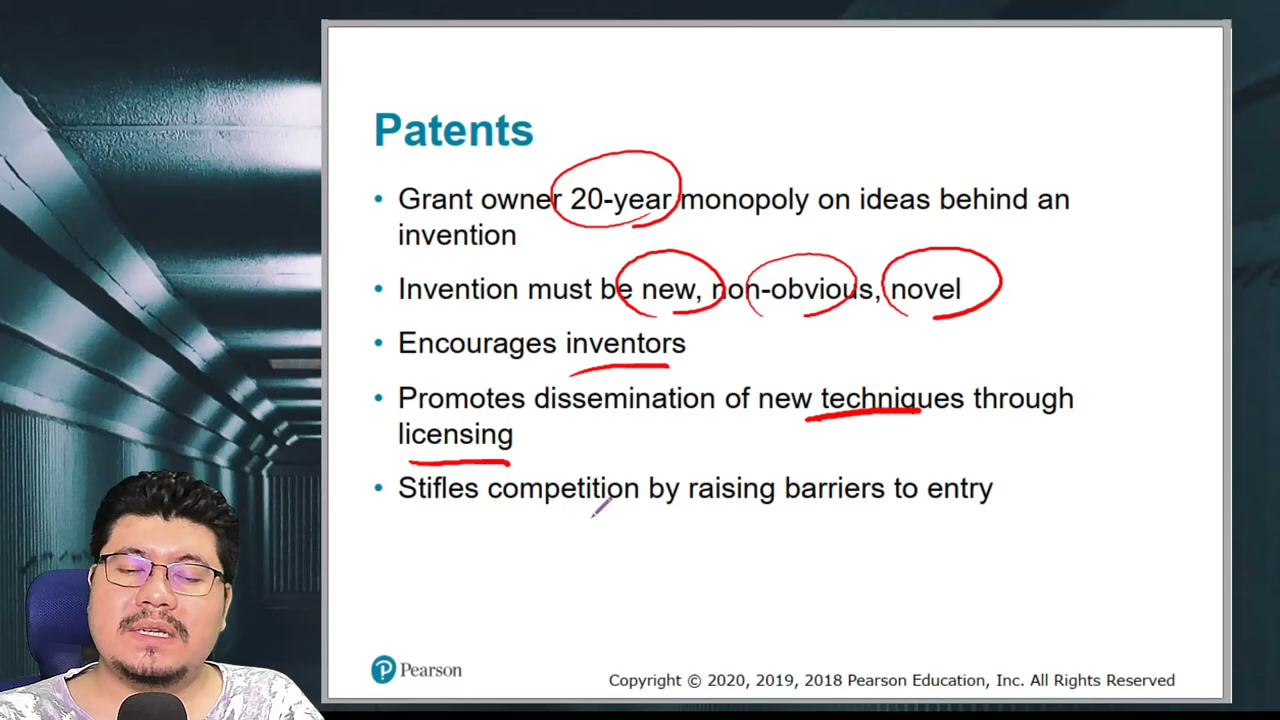 Patents
• Grant owner 20-year monopoly on ideas behind an
invention
• Invention must be new, non-obvious, novel
• Encourages inventors
• Promotes dissemination of new techniques through
licensing
• Stifles competition by raising barriers to entry
P Pearson
Copyright © 2020, 2019, 2018 Pearson Education, Inc. All Rights Reserved